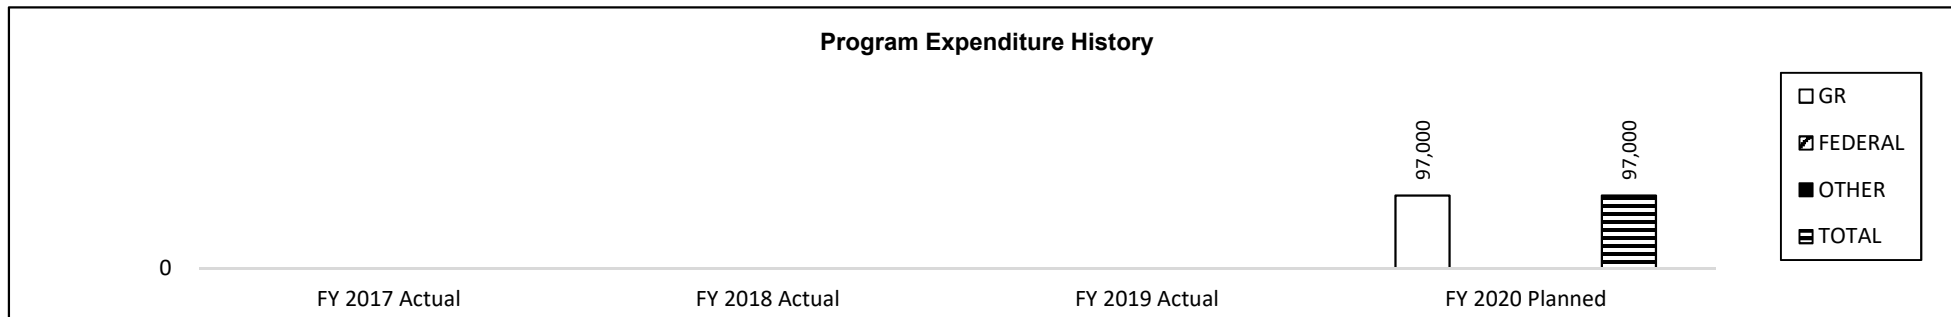 Program Expenditure History
97,000
97,000
GR
FEDERAL
OTHER
TOTAL
0
FY 2017 Actual
FY 2018 Actual
FY 2019 Actual
FY 2020 Planned